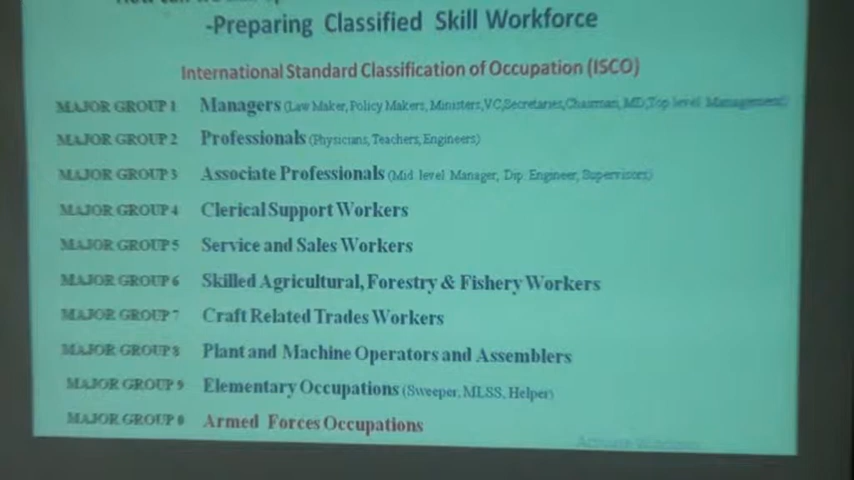 -Preparing Classified Skill Workforce
International Standard Classification of Occupation (ISCO)
MAJOR GROUP 1 Managers (Law Maker, Policy Makers, Ministers,VC,Secretaries,Chairman, MD,Top level Management)
MAJOR GROUP 2 Professionals (Physicians, Teachers, Engineers)
MAJOR GROUP 3 Associate Professionals (Mid level Manager, Dip. Engineer, Supervisors)
MAJOR GROUP 4 Clerical Support Workers
MAJOR GROUP 5 Service and Sales Workers
MAJOR GROUP 6 Skilled Agricultural, Forestry & Fishery Workers
MAJOR GROUP 7 Craft Related Trades Workers
MAJOR GROUP 8 Plant and Machine Operators and Assemblers
MAJOR GROUP 9 Elementary Occupations (Sweeper, MLSS, Helper)
MAJOR GROUP 0 Armed Forces Occupations
Activate Windows